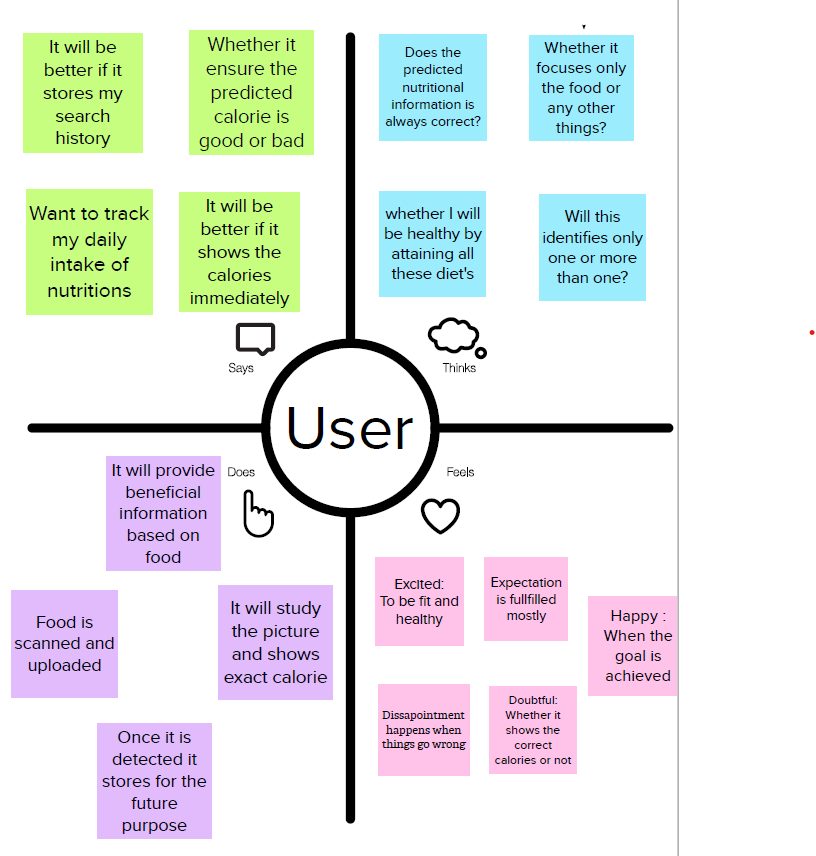 It will be
better if it
stores my
search
history
Whether it
ensure the
predicted
calorie is
good or bad
Want to track
my daily
intake of
nutritions
It will be
better if it
shows the
calories
immediately
Says
Does the
predicted
nutritional
information is
always correct?
Whether it
focuses only
the food or
any other
things?
whether I will
be healthy by
attaining all
these diet's
Will this
identifies only
one or more
than one?
Thinks
User
Does
It will provide
beneficial
information
based on
food
Food is
scanned and
uploaded
It will study
the picture
and shows
exact calorie
Once it is
detected it
stores for the
future
purpose
Feels
Excited:
To be fit and
healthy
Expectation
is fullfilled
mostly
Happy :
When the
goal is
achieved
Dissapointment
happens when
things go wrong
Doubtful:
Whether it
shows the
correct
calories or not